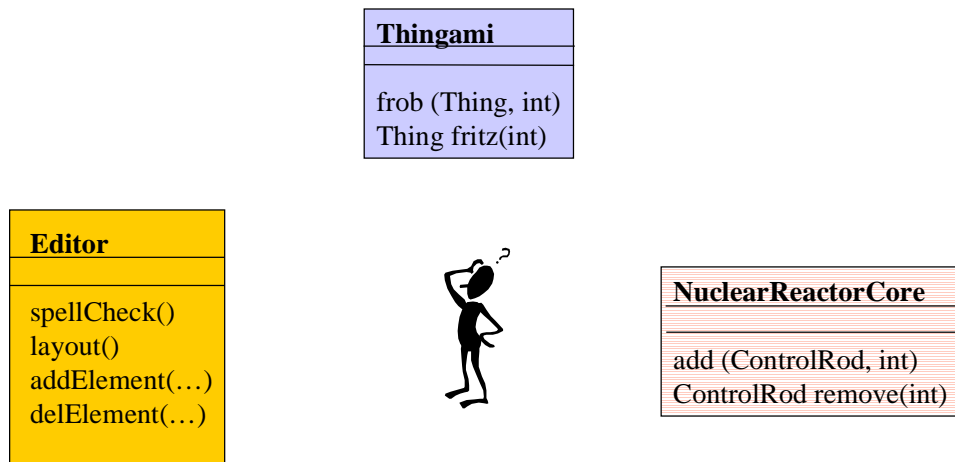 Thingami
frob (Thing, int)
Thing fritz(int)
Editor
spellCheck()
layout()
addElement(…)
delElement(…)
?
NuclearReactorCore
add (ControlRod, int)
ControlRod remove(int)